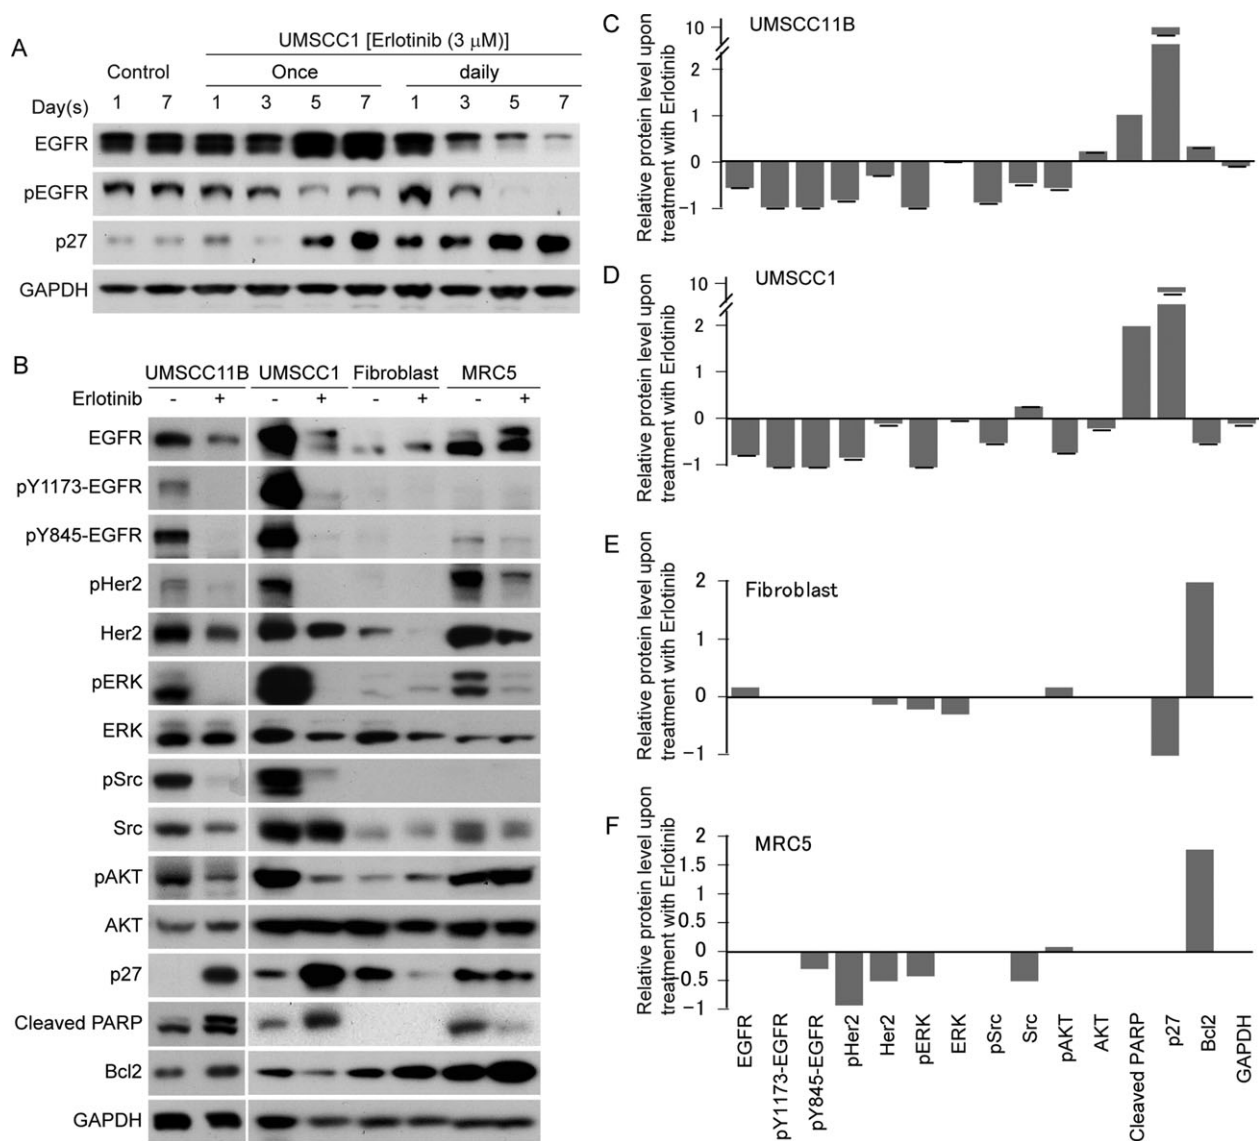 A
UMSCC1 [Erlotinib (3 μM)]
Control Once daily
Day(s) 1 7 1 3 5 7 1 3 5 7
EGFR
pEGFR
p27
GAPDH
B
UMSCC11B UMSCC1 Fibroblast MRC5
Erlotinib - + - + - + - +
EGFR
pY1173-EGFR
pY845-EGFR
pHer2
Her2
pERK
ERK
pSrc
Src
pAKT
AKT
p27
Cleaved PARP
Bcl2
GAPDH
C
UMSCC11B
Relative protein level upon
treatment with Erlotinib
10
2
1
0
-1
D
UMSCC1
Relative protein level upon
treatment with Erlotinib
10
2
1
0
-1
E
Fibroblast
Relative protein level upon
treatment with Erlotinib
2
1
0
-1
F
MRC5
Relative protein level upon
treatment with Erlotinib
2
1.5
1
0.5
0
0.5
-1
EGFR
pY1173-EGFR
pY845-EGFR
pHer2
Her2
pERK
ERK
pSrc
Src
pAKT
AKT
Cleaved PARP
p27
Bcl2
GAPDH